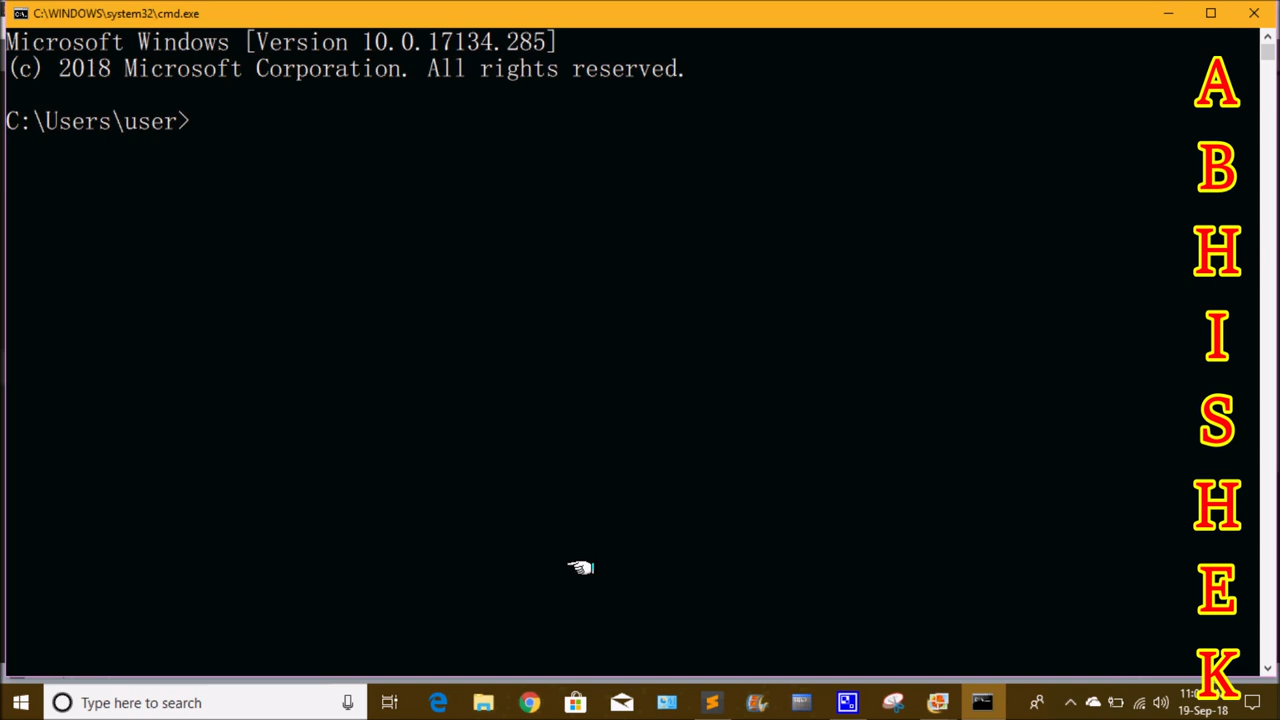 C:\WINDOWS\system32\cmd.exe
Microsoft Windows [Version 10.0.17134.285]
(c) 2018 Microsoft Corporation. All rights reserved.
C:\Users\user>
A
B
H
I
S
H
E
K
Type here to search
19-Sep-18